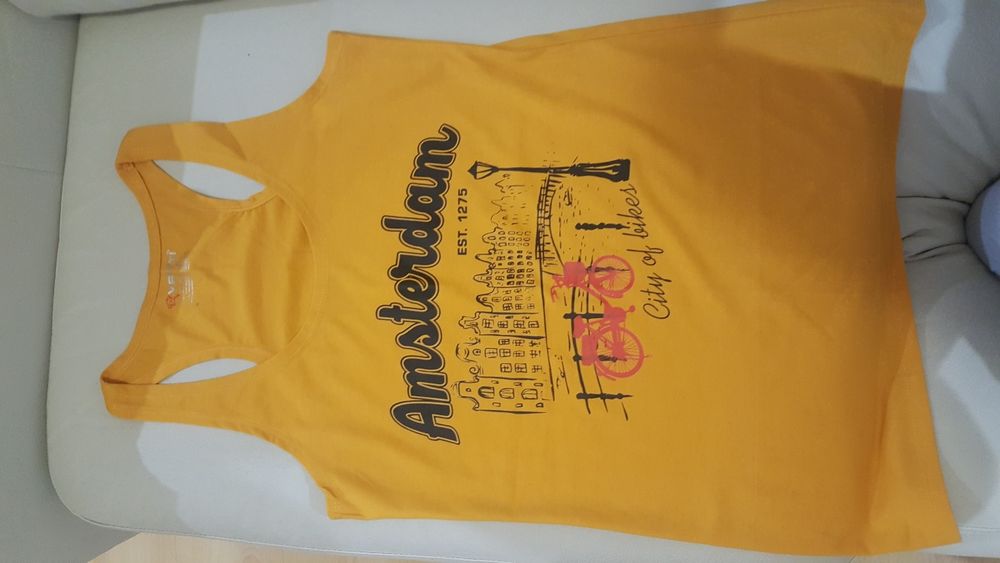 Amsterdam
EST. 1275
City of bikes